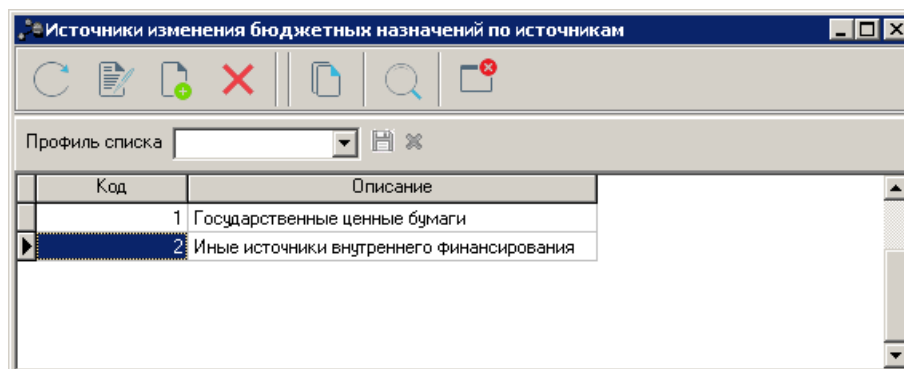 Источники изменения бюджетных назначений по источникам
Профиль списка
Код Описание
1 Государственные ценные бумаги
2 Иные источники внутреннего финансирования